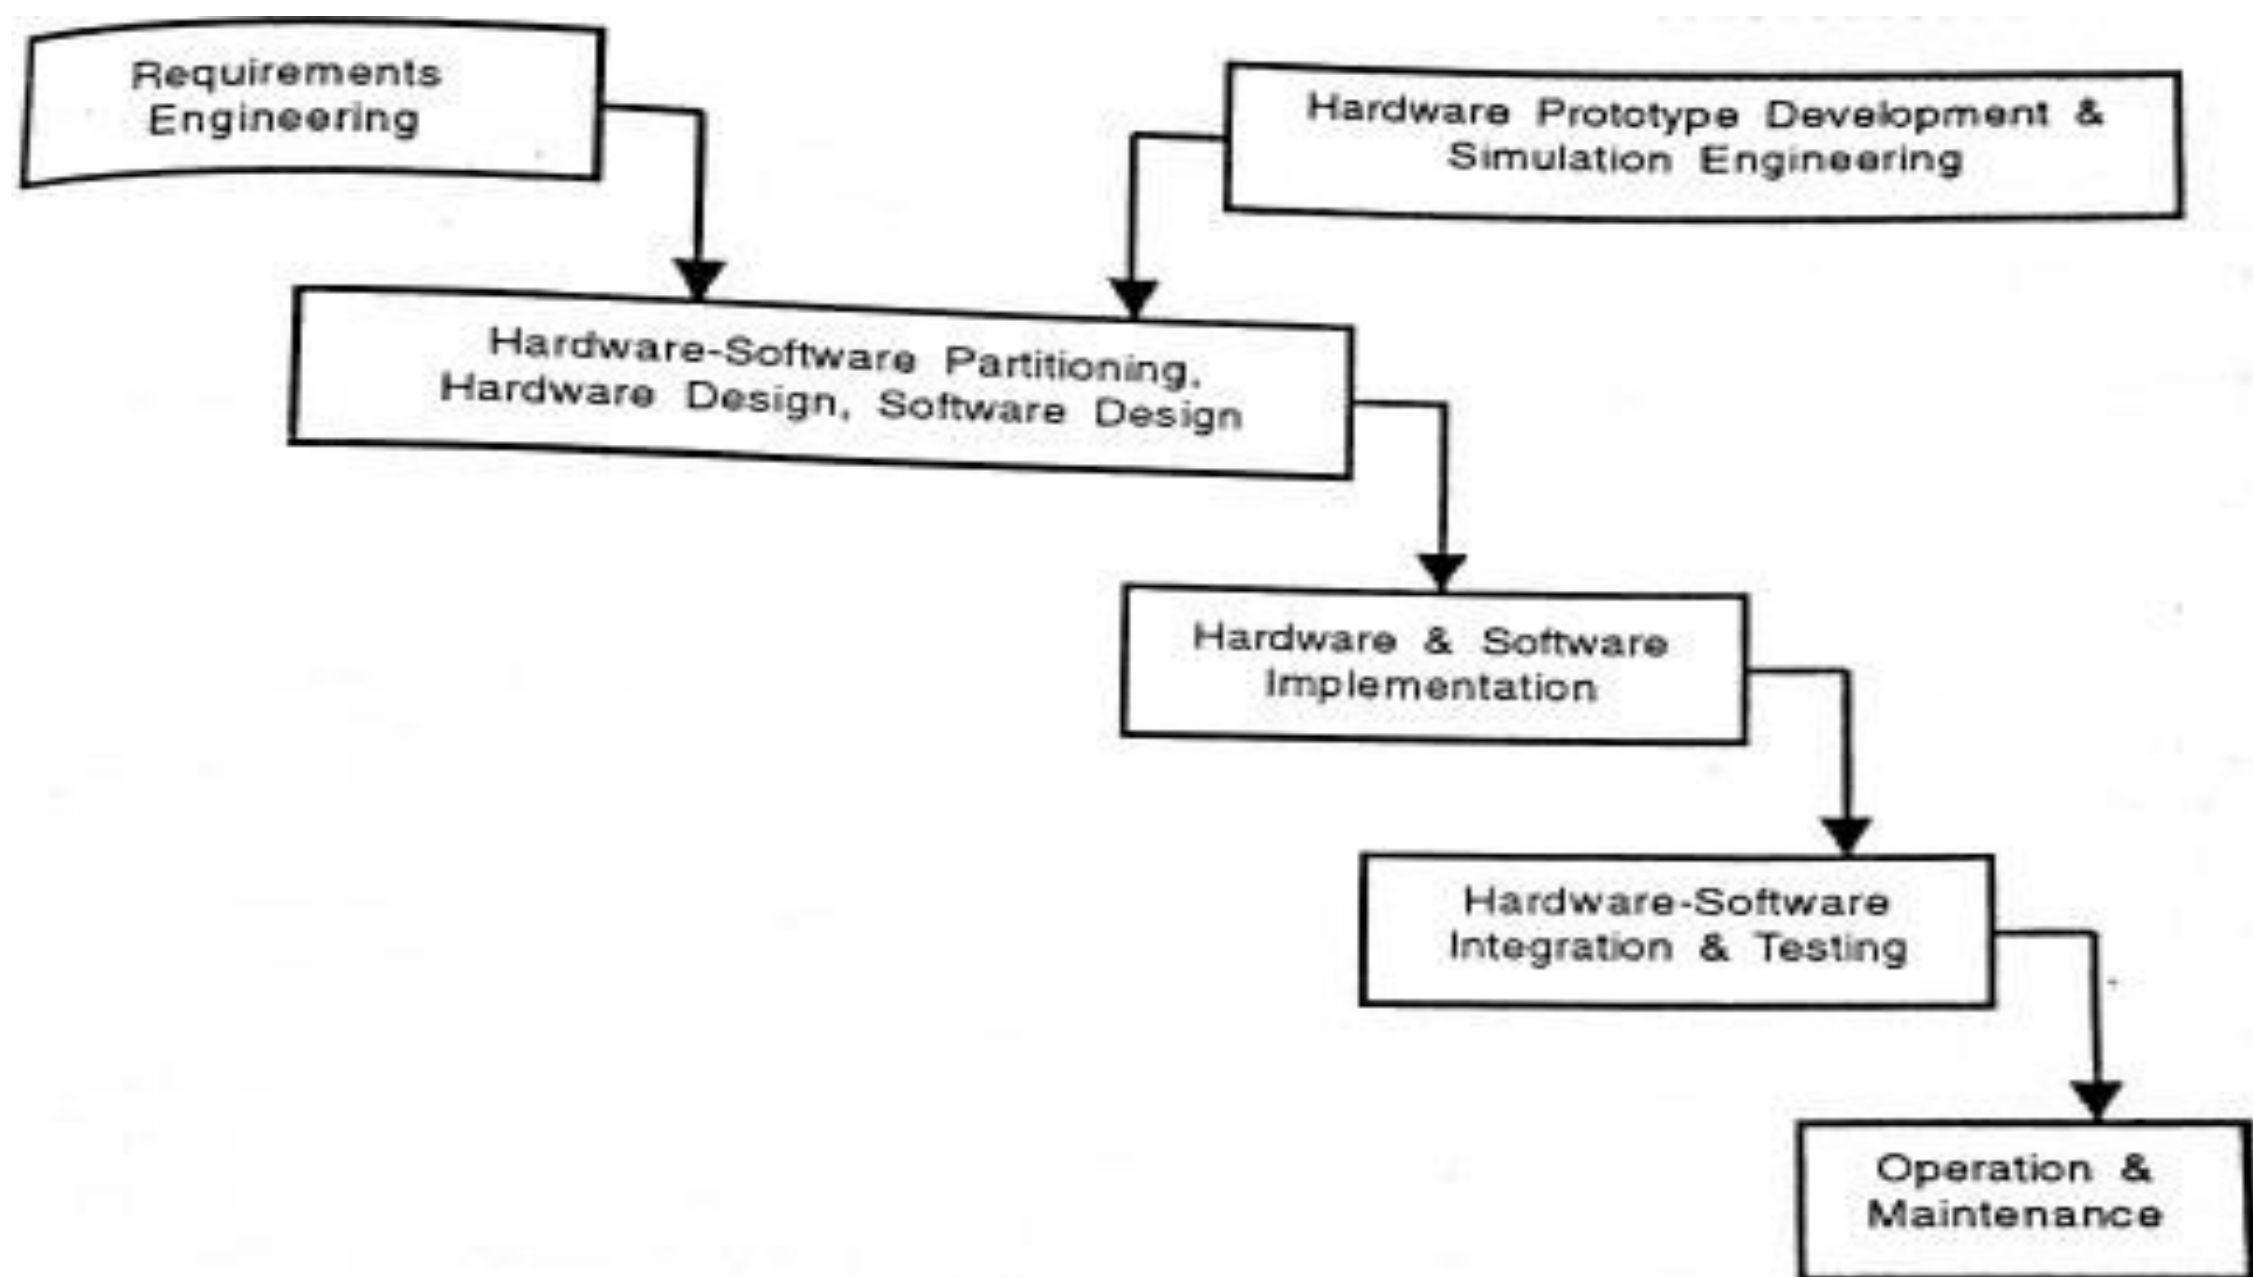 Requirements
Engineering
Hardware Prototype Development &
Simulation Engineering
Hardware-Software Partitioning,
Hardware Design, Software Design
Hardware & Software
Implementation
Hardware-Software
Integration & Testing
Operation &
Maintenance